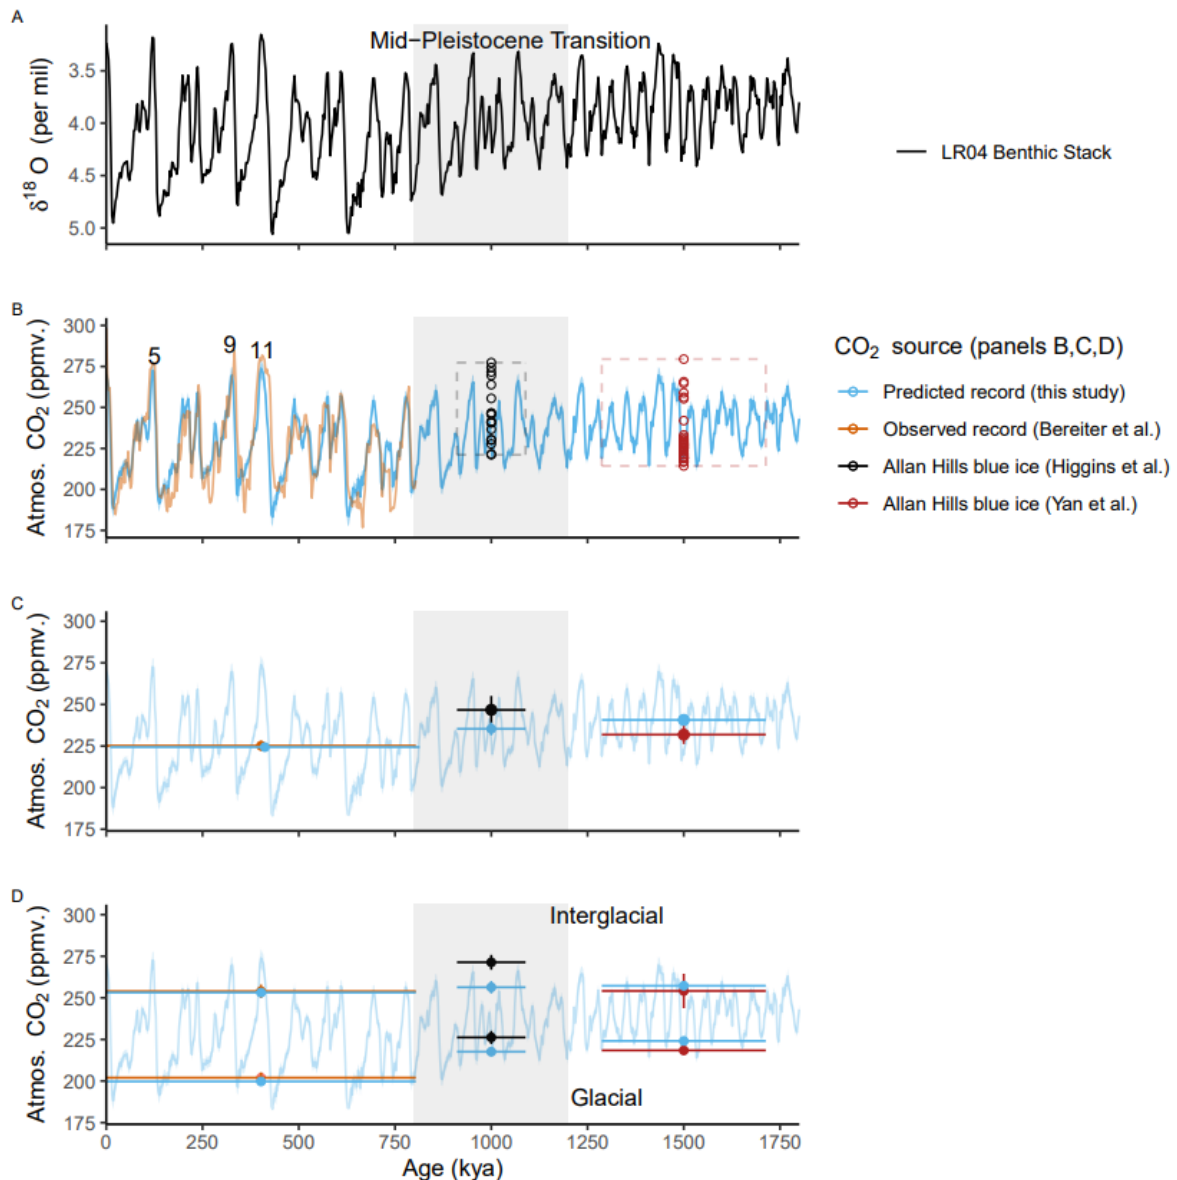 A
Mid−Pleistocene Transition
3.5
4.0
4.5
5.0
δ18 O (per mil)
LR04 Benthic Stack
B
300
275
250
225
200
175
Atmos. CO2 (ppmv.)
5
9
11
CO2 source (panels B,C,D)
Predicted record (this study)
Observed record (Bereiter et al.)
Allan Hills blue ice (Higgins et al.)
Allan Hills blue ice (Yan et al.)
C
300
275
250
225
200
175
Atmos. CO2 (ppmv.)
D
300
275
250
225
200
175
Atmos. CO2 (ppmv.)
Interglacial
Glacial
0 250 500 750 1000 1250 1500 1750
Age (kya)